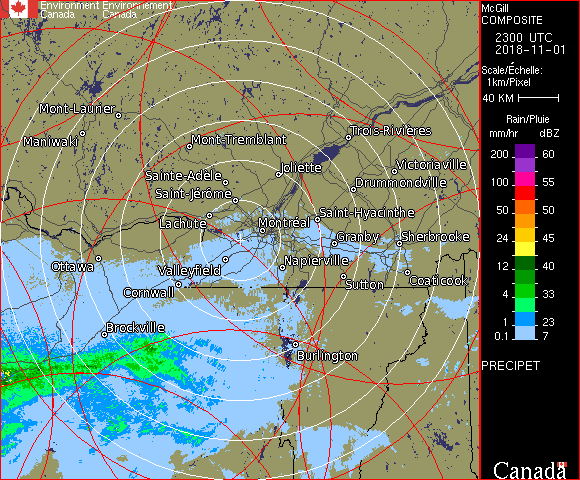 Environment Environnement
Canada Canada
Mont-Laurier
Maniwaki
Mont-Tremblant
Trois-Rivières
Joliette
Victoriaville
Sainte-Adèle
Drummondville
Saint-Jérôme
Lachute
Montréal
Saint-Hyacinthe
Granby
Sherbrooke
Ottawa
Valleyfield
Napierville
Cornwall
Sutton
Coaticook
Brockville
Burlington
McGill
COMPOSITE
2300 UTC
2018-11-01
Scale/Échelle:
1km/Pixel
40 KM
Rain/Pluie
mm/hr dBZ
200 60
55
100 55
50 50
24 45
12 40
4 33
1 23
0.1 7
PRECIPET
Canada